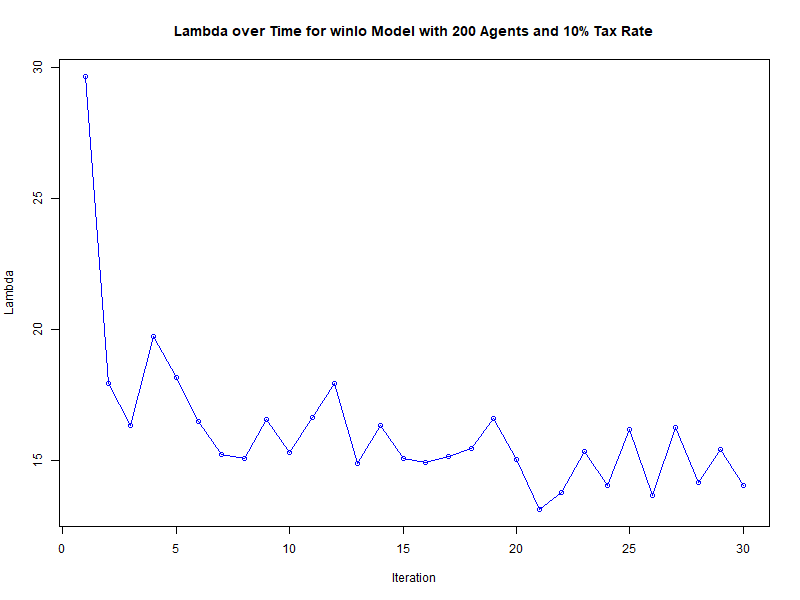 Lambda over Time for winlo Model with 200 Agents and 10% Tax Rate
30
25
20
15
Lambda
0 5 10 15 20 25 30
Iteration